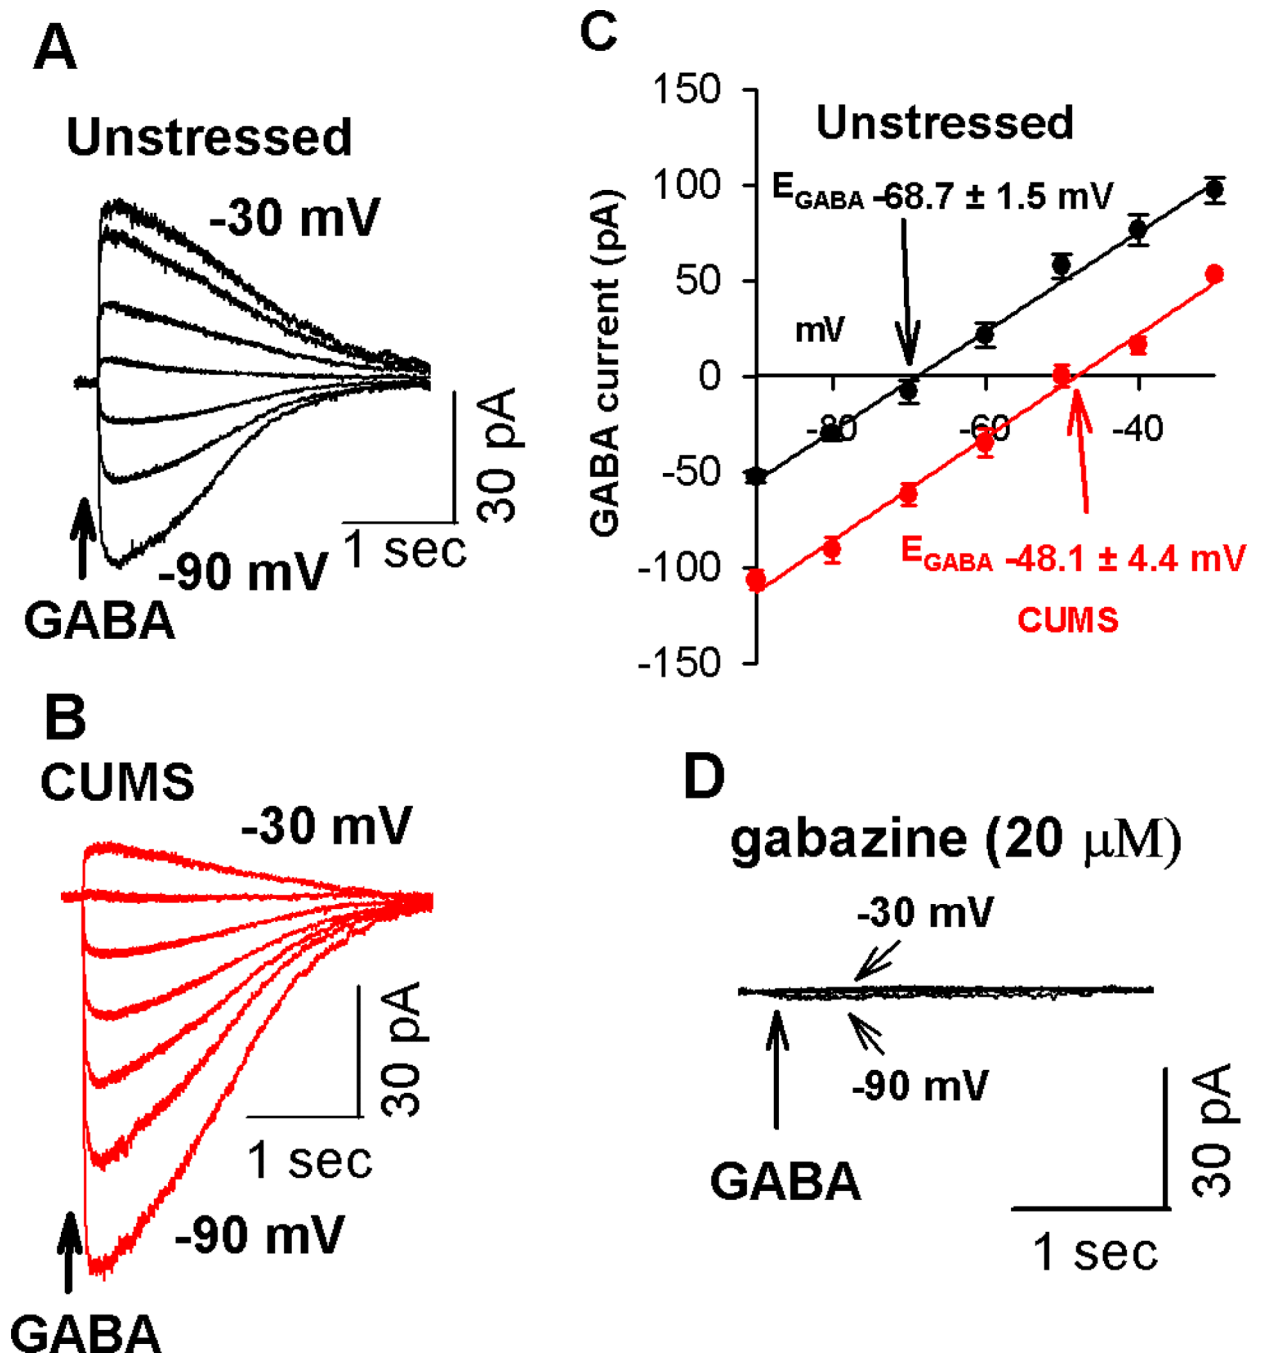 A
Unstressed
-30 mV
30 pA
1 sec
-90 mV
GABA
B
CUMS
-30 mV
30 pA
1 sec
-90 mV
GABA
C
150
100
50
0
-50
-100
-150
GABA current (pA)
Unstressed
EGABA -68.7 ± 1.5 mV
mV
-80
-60
-40
EGABA -48.1 ± 4.4 mV
CUMS
D
gabazine (20 μM)
-30 mV
-90 mV
GABA
30 pA
1 sec